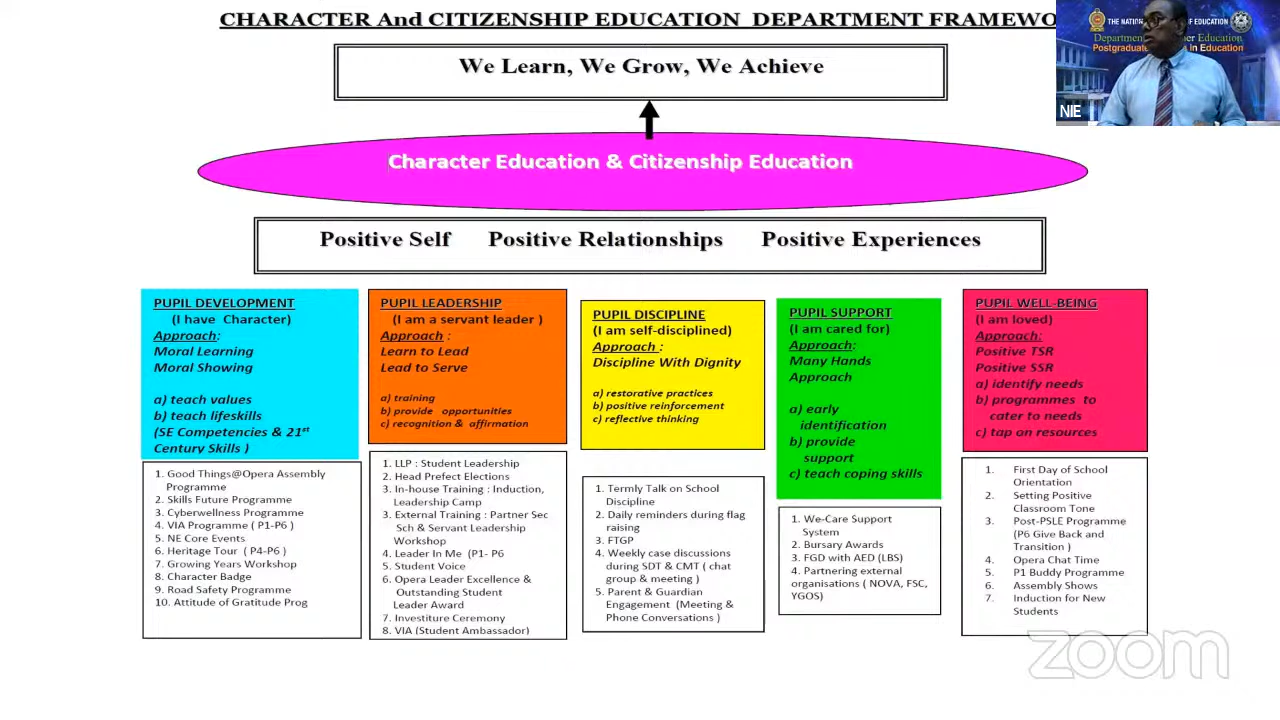 CHARACTER And CITIZENSHIP EDUCATION DEPARTMENT FRAMEWO
We Learn, We Grow, We Achieve
Character Education & Citizenship Education
Positive Self Positive Relationships Positive Experiences
PUPIL DEVELOPMENT
(I have Character)
Approach:
Moral Learning
Moral Showing
a) teach values
b) teach lifeskills
(SE Competencies & 21st
Century Skills )
1. Good Things@Opera Assembly
Programme
2. Skills Future Programme
3. Cyberwellness Programme
4. VIA Programme ( P1-P6)
5. NE Core Events
6. Heritage Tour ( P4-P6 )
7. Growing Years Workshop
8. Character Badge
9. Road Safety Programme
10. Attitude of Gratitude Prog
PUPIL LEADERSHIP
(I am a servant leader )
Approach :
Learn to Lead
Lead to Serve
a) training
b) provide opportunities
c) recognition & affirmation
1. LLP : Student Leadership
2. Head Prefect Elections
3. In-house Training : Induction,
Leadership Camp
3. External Training : Partner Sec
Sch & Servant Leadership
Workshop
4. Leader In Me (P1- P6
5. Student Voice
6. Opera Leader Excellence &
Outstanding Student
Leader Award
7. Investiture Ceremony
8. VIA (Student Ambassador)
PUPIL DISCIPLINE
(I am self-disciplined)
Approach :
Discipline With Dignity
a) restorative practices
b) positive reinforcement
c) reflective thinking
1. Termly Talk on School
Discipline
2. Daily reminders during flag
raising
3. FTGP
4. Weekly case discussions
during SDT & CMT ( chat
group & meeting )
5. Parent & Guardian
Engagement (Meeting &
Phone Conversations )
PUPIL SUPPORT
(I am cared for)
Approach:
Many Hands
Approach
a) early
identification
b) provide
support
c) teach coping skills
1. We-Care Support
System
2. Bursary Awards
3. FGD with AED (LBS)
4. Partnering external
organisations ( NOVA, FSC,
YGOS)
PUPIL WELL-BEING
(I am loved)
Approach:
Positive TSR
Positive SSR
a) identify needs
b) programmes to
cater to needs
c) tap on resources
1. First Day of School
Orientation
2. Setting Positive
Classroom Tone
3. Post-PSLE Programme
(P6 Give Back and
Transition )
4. Opera Chat Time
5. P1 Buddy Programme
6. Assembly Shows
7. Induction for New
Students
THE NATION OF EDUCATION
Departmen er Education
Postgraduate In Education
NIE
zoom